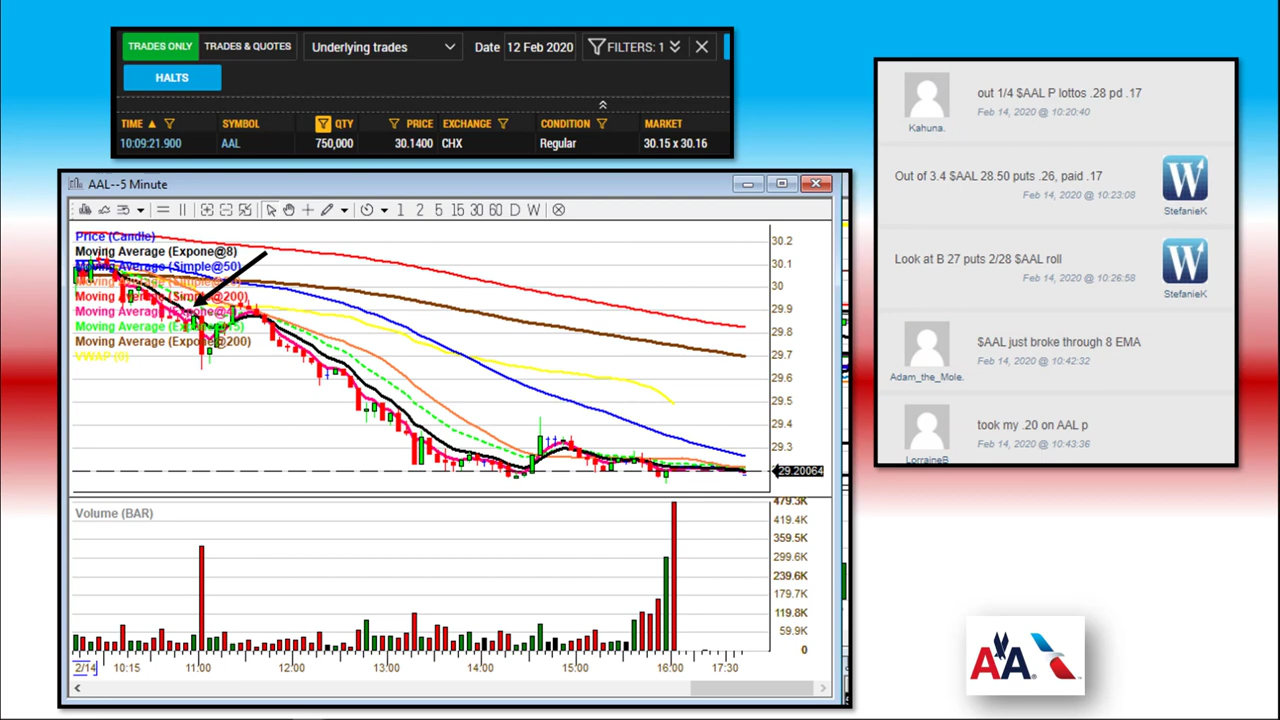 TRADES ONLY TRADES & QUOTES Underlying trades Date 12 Feb 2020 FILTERS: 1
HALTS
TIME SYMBOL QTY PRICE EXCHANGE CONDITION MARKET
10:09:21.900 AAL 750,000 30.1400 CHX Regular 30.15 x 30.16
AAL--5 Minute
1 2 5 15 30 60 D W
Price (Candle)
Moving Average (Expone@8)
Moving Average (Simple@50)
Moving Average (Simple@200)
Moving Average (Expone@200)
VWAP (0)
30.2
30.1
30
29.9
29.8
29.7
29.6
29.5
29.4
29.3
29.20064
Volume (BAR)
479.3K
419.4K
359.5K
299.6K
239.6K
179.7K
119.8K
59.9K
0
2/14 10:15 11:00 12:00 13:00 14:00 15:00 16:00 17:30
out 1/4 $AAL P lottos .28 pd .17
Feb 14, 2020 @ 10:20:40
Kahuna.
Out of 3.4 $AAL 28.50 puts .26, paid .17
Feb 14, 2020 @ 10:23:08
W
StefanieK
Look at B 27 puts 2/28 $AAL roll
Feb 14, 2020 @ 10:26:58
W
StefanieK
$AAL just broke through 8 EMA
Feb 14, 2020 @ 10:42:32
Adam_the_Mole.
took my .20 on AAL p
Feb 14, 2020 @ 10:43:36
LorraineB
AA